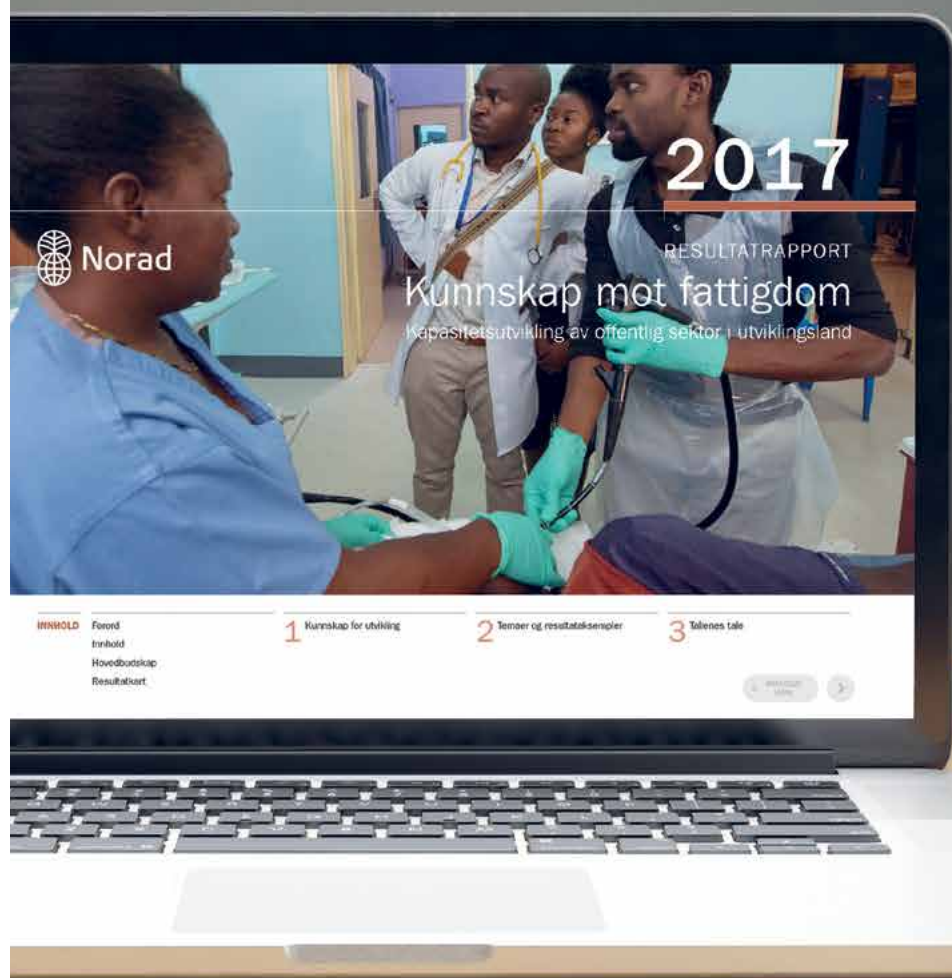 2017
Norad
RESULTATRAPPORT
Kunnskap mot fattigdom
Kapasitetsutvikling av offentlig sektor i utviklingsland
INNHOLD
Forord
Innhold
Hovedbudskap
Resultatkart
1 Kunnskap for utvikling
2 Temaer og resultateksempler
3 Tallenes tale